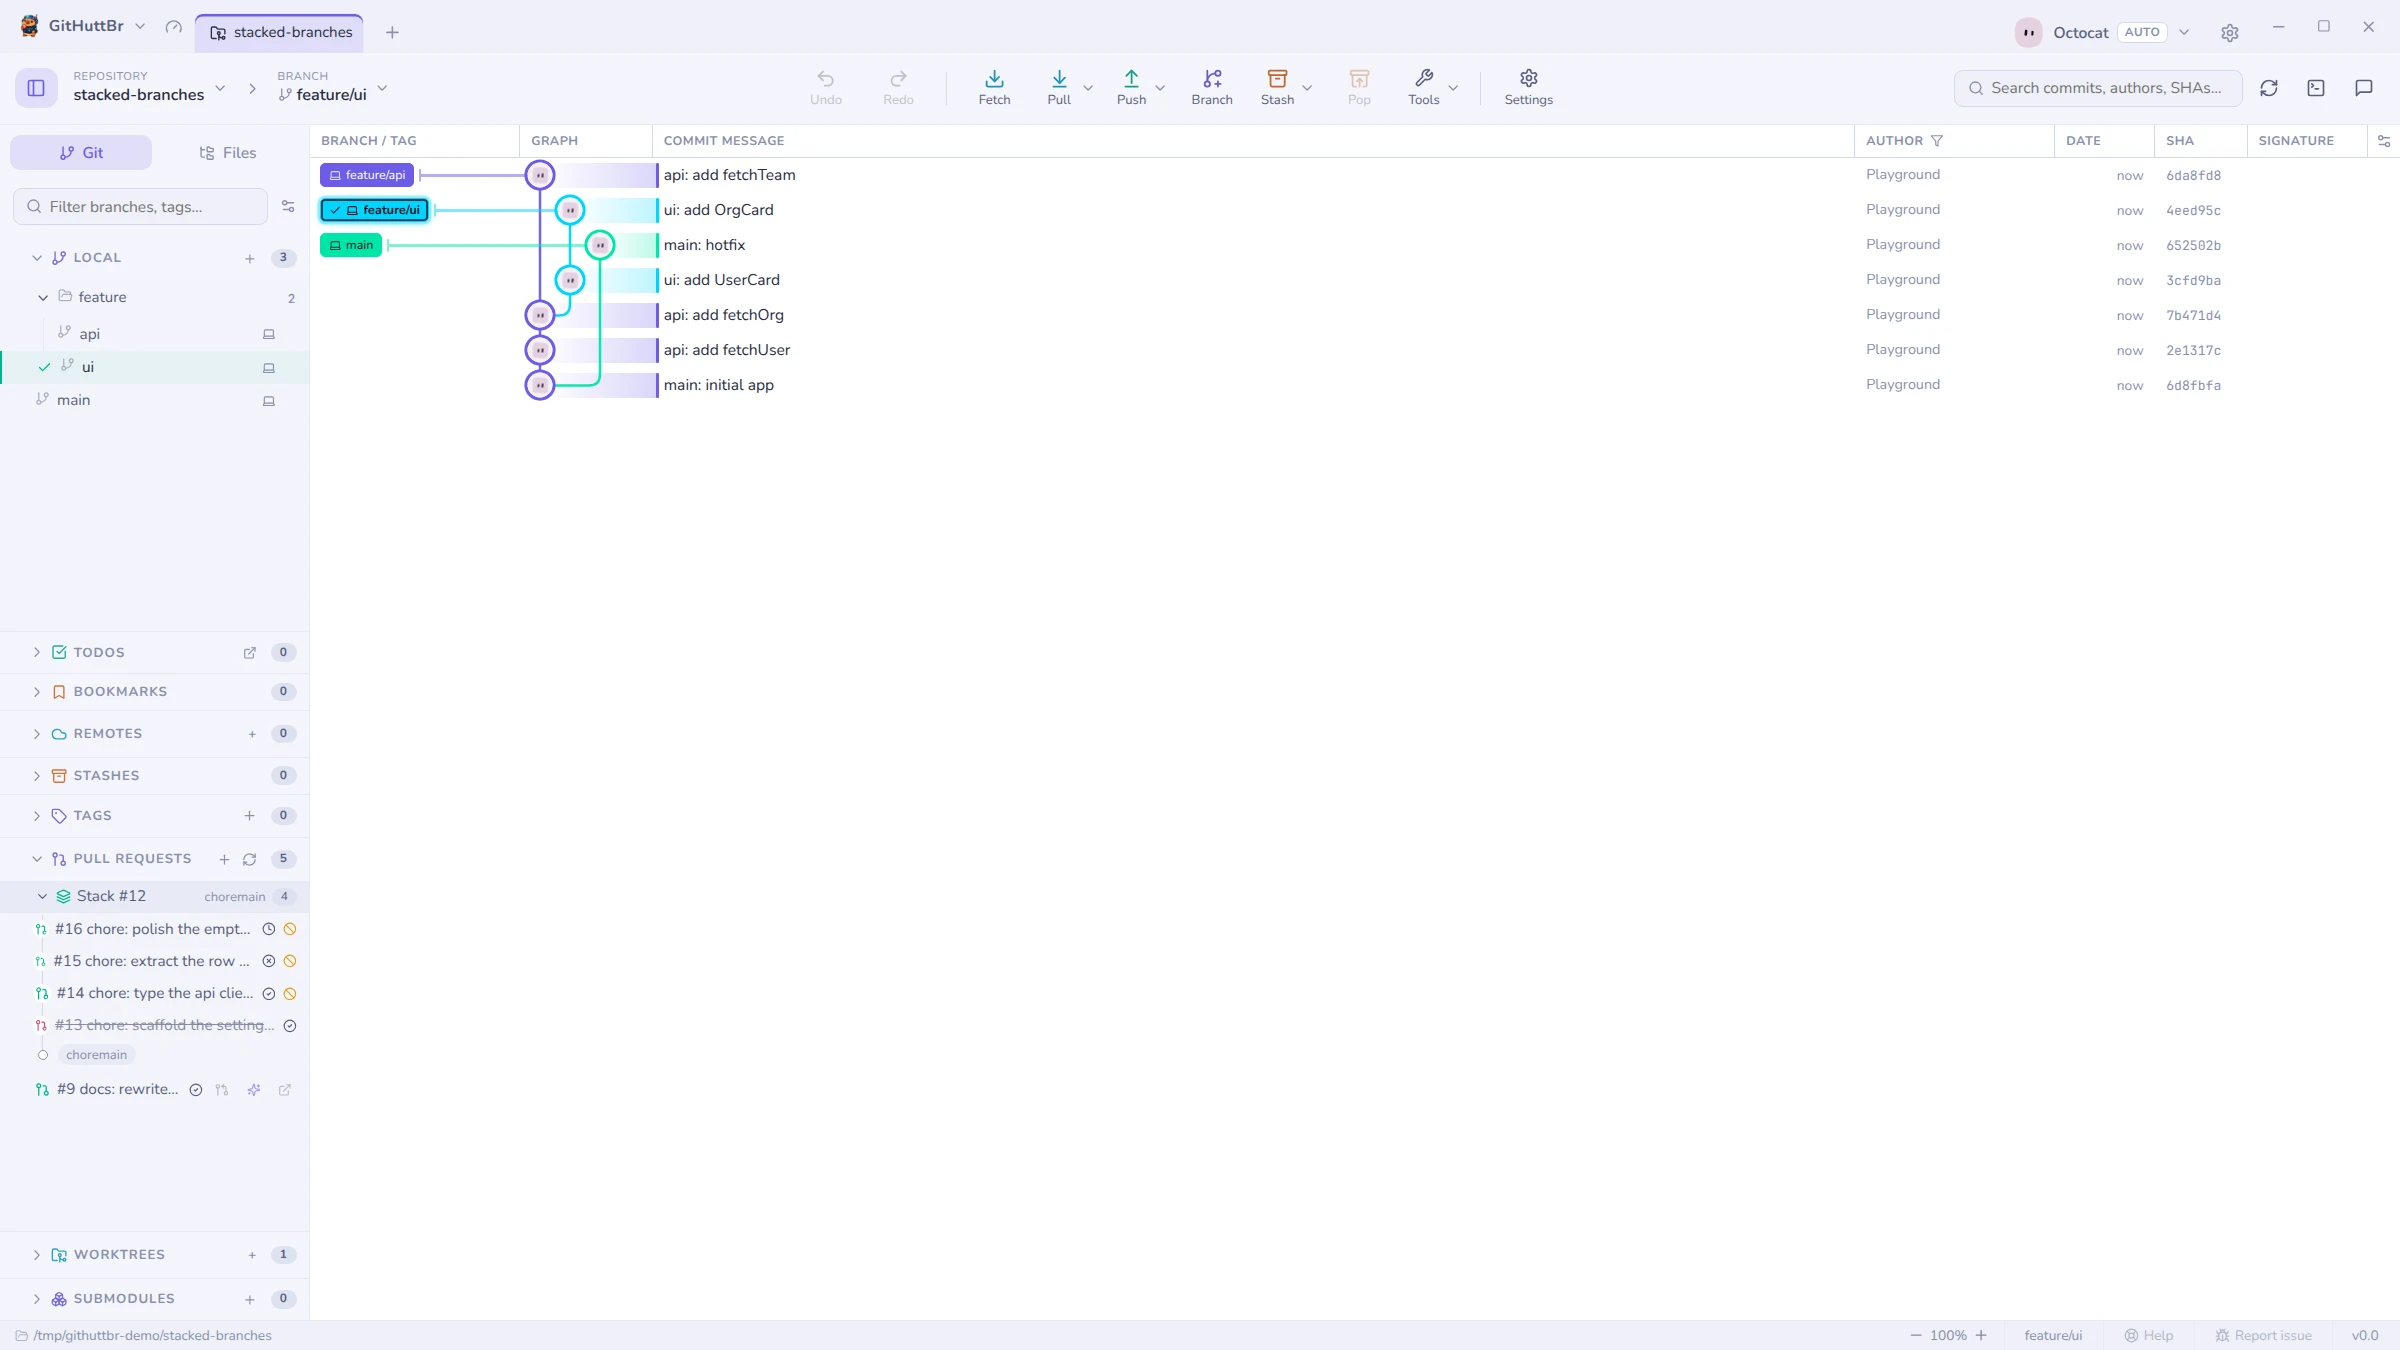 GitHuttBr
stacked-branches
Octocat AUTO
REPOSITORY
stacked-branches
BRANCH
feature/ui
Undo
Redo
Fetch
Pull
Push
Branch
Stash
Pop
Tools
Settings
Search commits, authors, SHAs...
Git
Files
BRANCH / TAG
GRAPH
COMMIT MESSAGE
AUTHOR
DATE
SHA
SIGNATURE
feature/api api: add fetchTeam Playground now 6da8fd8
feature/ui ui: add OrgCard Playground now 4eed95c
main main: hotfix Playground now 652502b
ui: add UserCard Playground now 3cfd9ba
api: add fetchOrg Playground now 7b471d4
api: add fetchUser Playground now 2e1317c
main: initial app Playground now 6d8fbfa
Filter branches, tags...
LOCAL 3
feature 2
api
ui
main
TODOS 0
BOOKMARKS 0
REMOTES 0
STASHES 0
TAGS 0
PULL REQUESTS 5
Stack #12 choremain 4
#16 chore: polish the empt...
#15 chore: extract the row ...
#14 chore: type the api clie...
#13 chore: scaffold the setting...
choremain
#9 docs: rewrite...
WORKTREES 1
SUBMODULES 0
/tmp/githuttbr-demo/stacked-branches
100%
feature/ui
Help
Report issue
v0.0